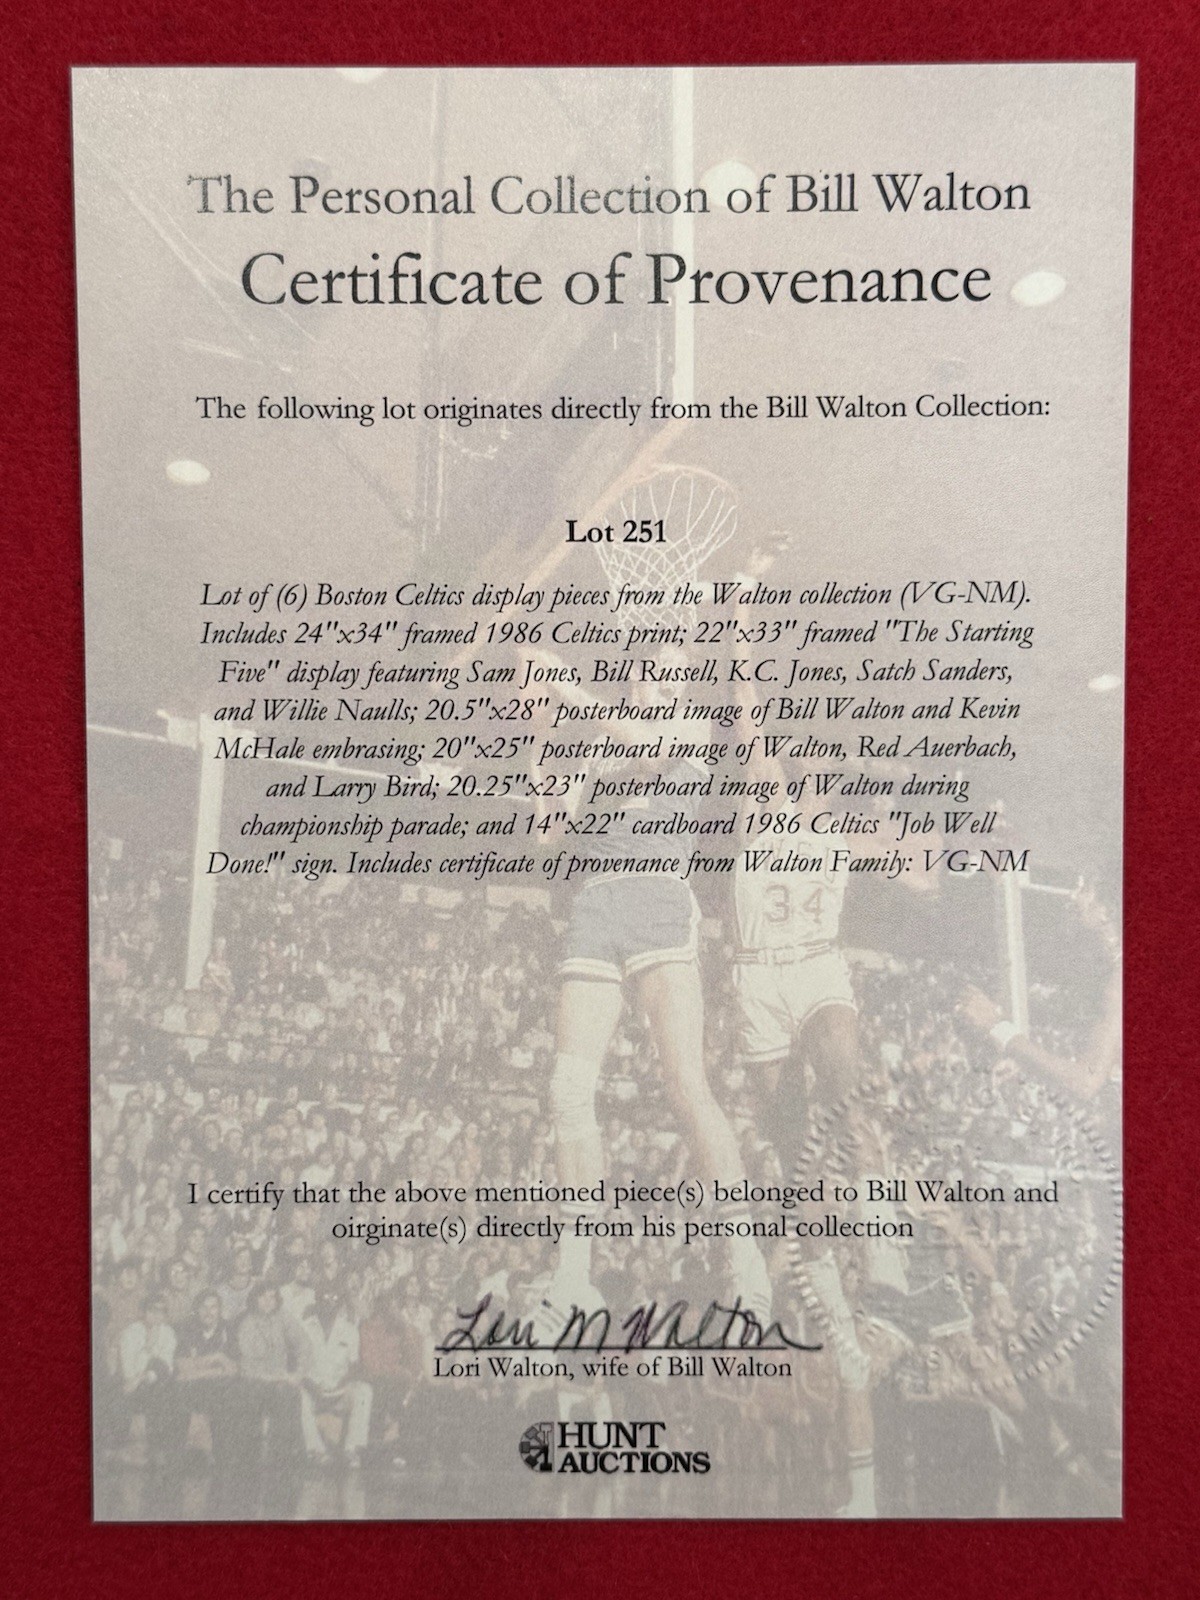 The Personal Collection of Bill Walton
Certificate of Provenance
The following lot originates directly from the Bill Walton Collection:
Lot 251
Lot of (6) Boston Celtics display pieces from the Walton collection (VG-NM).
Includes 24"x34" framed 1986 Celtics print; 22"x33" framed "The Starting
Five" display featuring Sam Jones, Bill Russell, K.C. Jones, Satch Sanders,
and Willie Naulls; 20.5"x28" posterboard image of Bill Walton and Kevin
McHale embrasing; 20"x25" posterboard image of Walton, Red Auerbach,
and Larry Bird; 20.25"x23" posterboard image of Walton during
championship parade; and 14"x22" cardboard 1986 Celtics "Job Well
Done!" sign. Includes certificate of provenance from Walton Family: VG-NM
34
I certify that the above mentioned piece(s) belonged to Bill Walton and
oirginate(s) directly from his personal collection
Lori M Walton
Lori Walton, wife of Bill Walton
HUNT
AUCTIONS